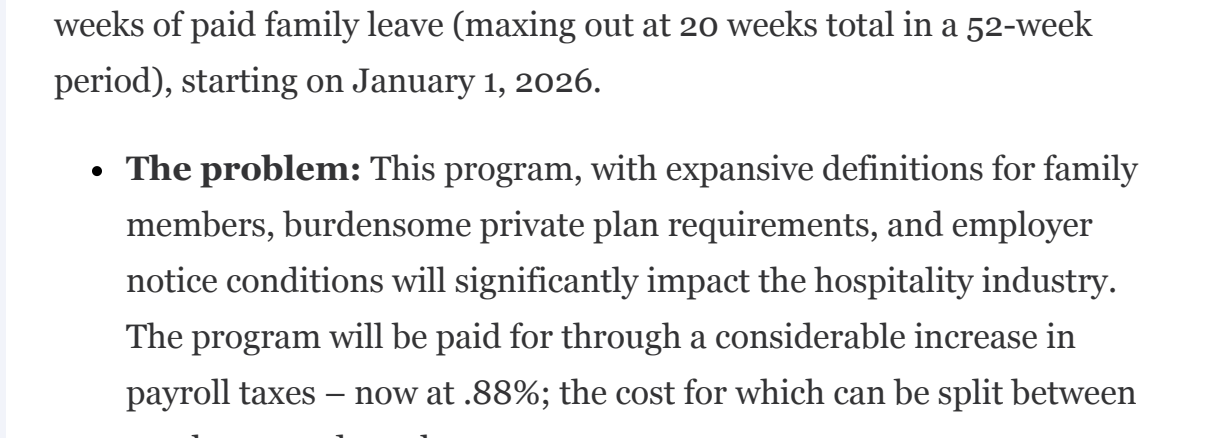 weeks of paid family leave (maxing out at 20 weeks total in a 52-week
period), starting on January 1, 2026.
• The problem: This program, with expansive definitions for family
members, burdensome private plan requirements, and employer
notice conditions will significantly impact the hospitality industry.
The program will be paid for through a considerable increase in
payroll taxes – now at .88%; the cost for which can be split between